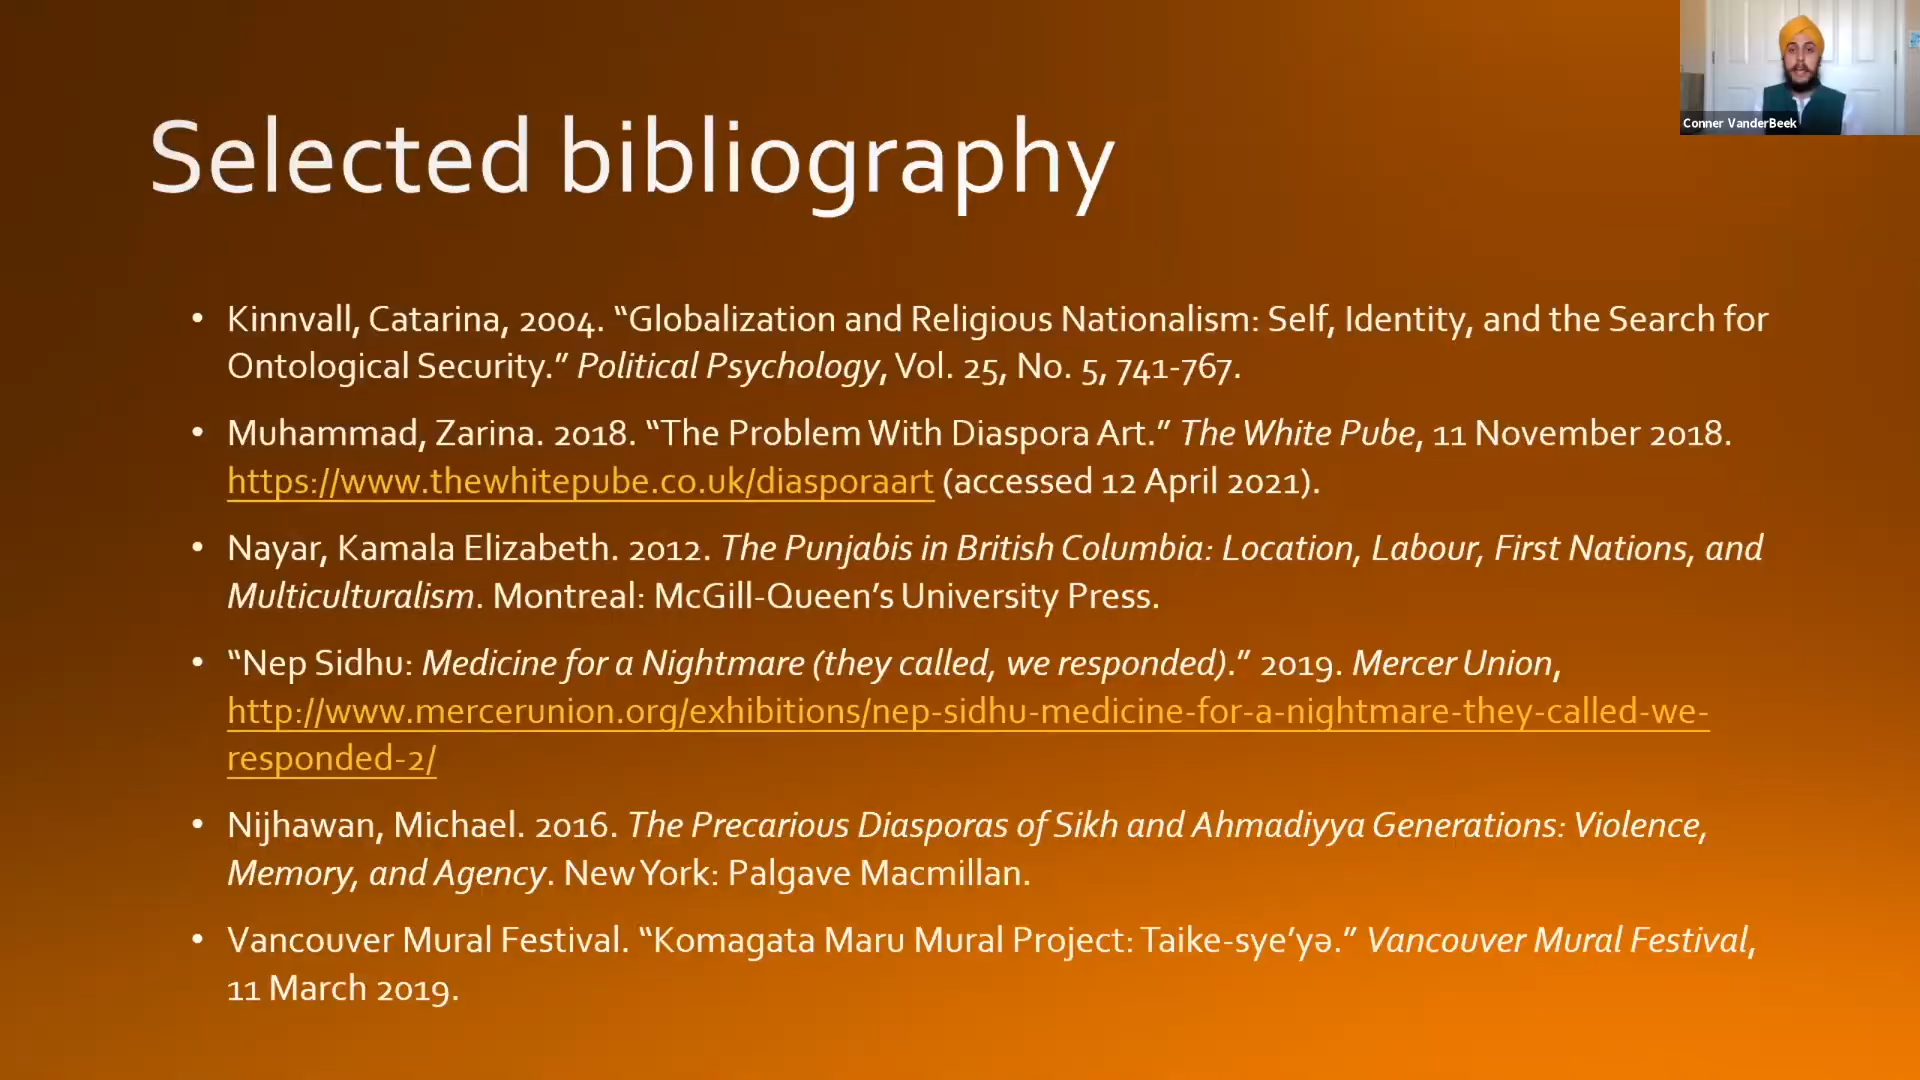 Conner VanderBeek
Selected bibliography
• Kinnvall, Catarina, 2004. “Globalization and Religious Nationalism: Self, Identity, and the Search for
Ontological Security.” Political Psychology, Vol. 25, No. 5, 741-767.
• Muhammad, Zarina. 2018. “The Problem With Diaspora Art.” The White Pube, 11 November 2018.
https://www.thewhitepube.co.uk/diasporaart (accessed 12 April 2021).
• Nayar, Kamala Elizabeth. 2012. The Punjabis in British Columbia: Location, Labour, First Nations, and
Multiculturalism. Montreal: McGill-Queen’s University Press.
• “Nep Sidhu: Medicine for a Nightmare (they called, we responded).” 2019. Mercer Union,
http://www.mercerunion.org/exhibitions/nep-sidhu-medicine-for-a-nightmare-they-called-we-
responded-2/
• Nijhawan, Michael. 2016. The Precarious Diasporas of Sikh and Ahmadiyya Generations: Violence,
Memory, and Agency. New York: Palgave Macmillan.
• Vancouver Mural Festival. “Komagata Maru Mural Project: Taike-sye’yə.” Vancouver Mural Festival,
11 March 2019.